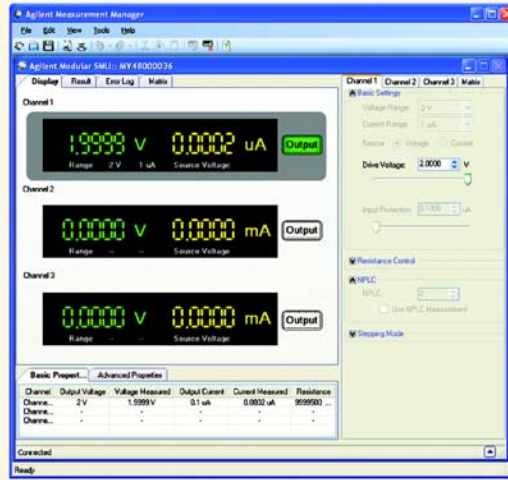 Agilent Measurement Manager
File Edit View Tools Help
Agilent Modular SMU:: MY48000036
Display Result Error Log Matrix
Channel 1
1.9999 V 0.0002 uA Output
Range 2 V 1 uA Source Voltage
Channel 2
0.0000 V 0.0000 mA Output
Range -- -- Source Voltage
Channel 3
0.0000 V 0.0000 mA Output
Range -- -- Source Voltage
Basic Propert... Advanced Properties
Channel Output Voltage Voltage Measured Output Current Current Measured Resistance
Channe... 2 V 1.9999 V 0.1 uA 0.0002 uA 9999500 ...
Channe... - - - - -
Channe... - - - - -
Channel 1 Channel 2 Channel 3 Matrix
Basic Settings
Voltage Range: 2 V
Current Range: 1 uA
Source Voltage Current
Drive Voltage: 2.0000 V
Input Protection: 0.1000 uA
Resistance Control
NPLC
NPLC: 2
Use NPLC Measurement
Stepping Mode
Connected
Ready